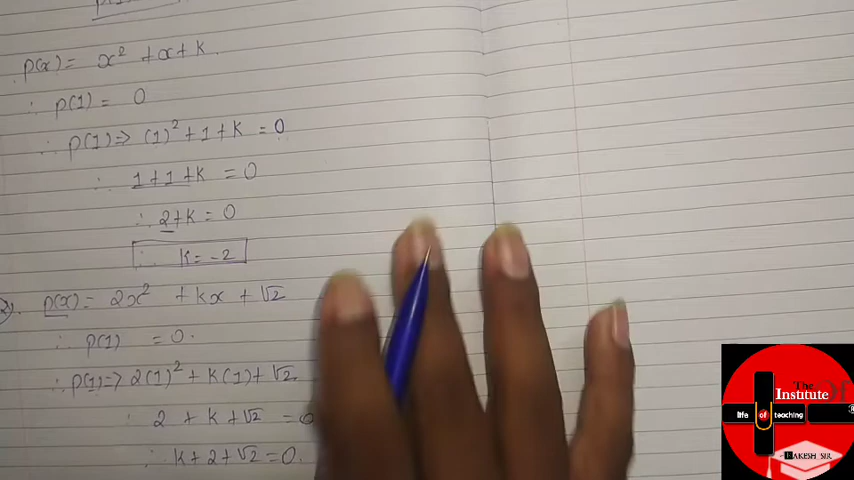 p(x) = x² + x + k
∴ p(1) = 0
∴ p(1) ⇒ (1)² + 1 + k = 0
∴ 1 + 1 + k = 0
∴ 2 + k = 0
∴ k = -2
2). p(x) = 2x² + kx + √2
∴ p(1) = 0
∴ p(1) ⇒ 2(1)² + k(1) + √2
∴ 2 + k + √2 = 0
∴ k + 2 + √2 = 0.
The
Institute OF
life of teaching
RAKESH SIR